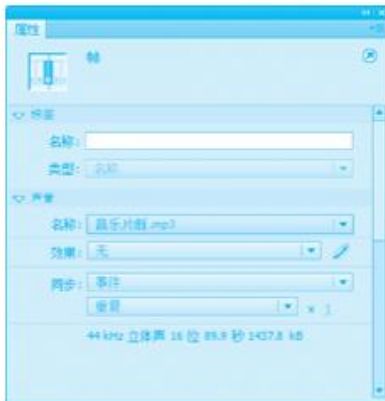 属性
帧
标签
名称:
类型: 名称
声音
名称: 音乐片段.mp3
效果: 无
同步: 事件
重复 x 1
44 kHz 立体声 16 位 89.9 秒 1437.8 kB